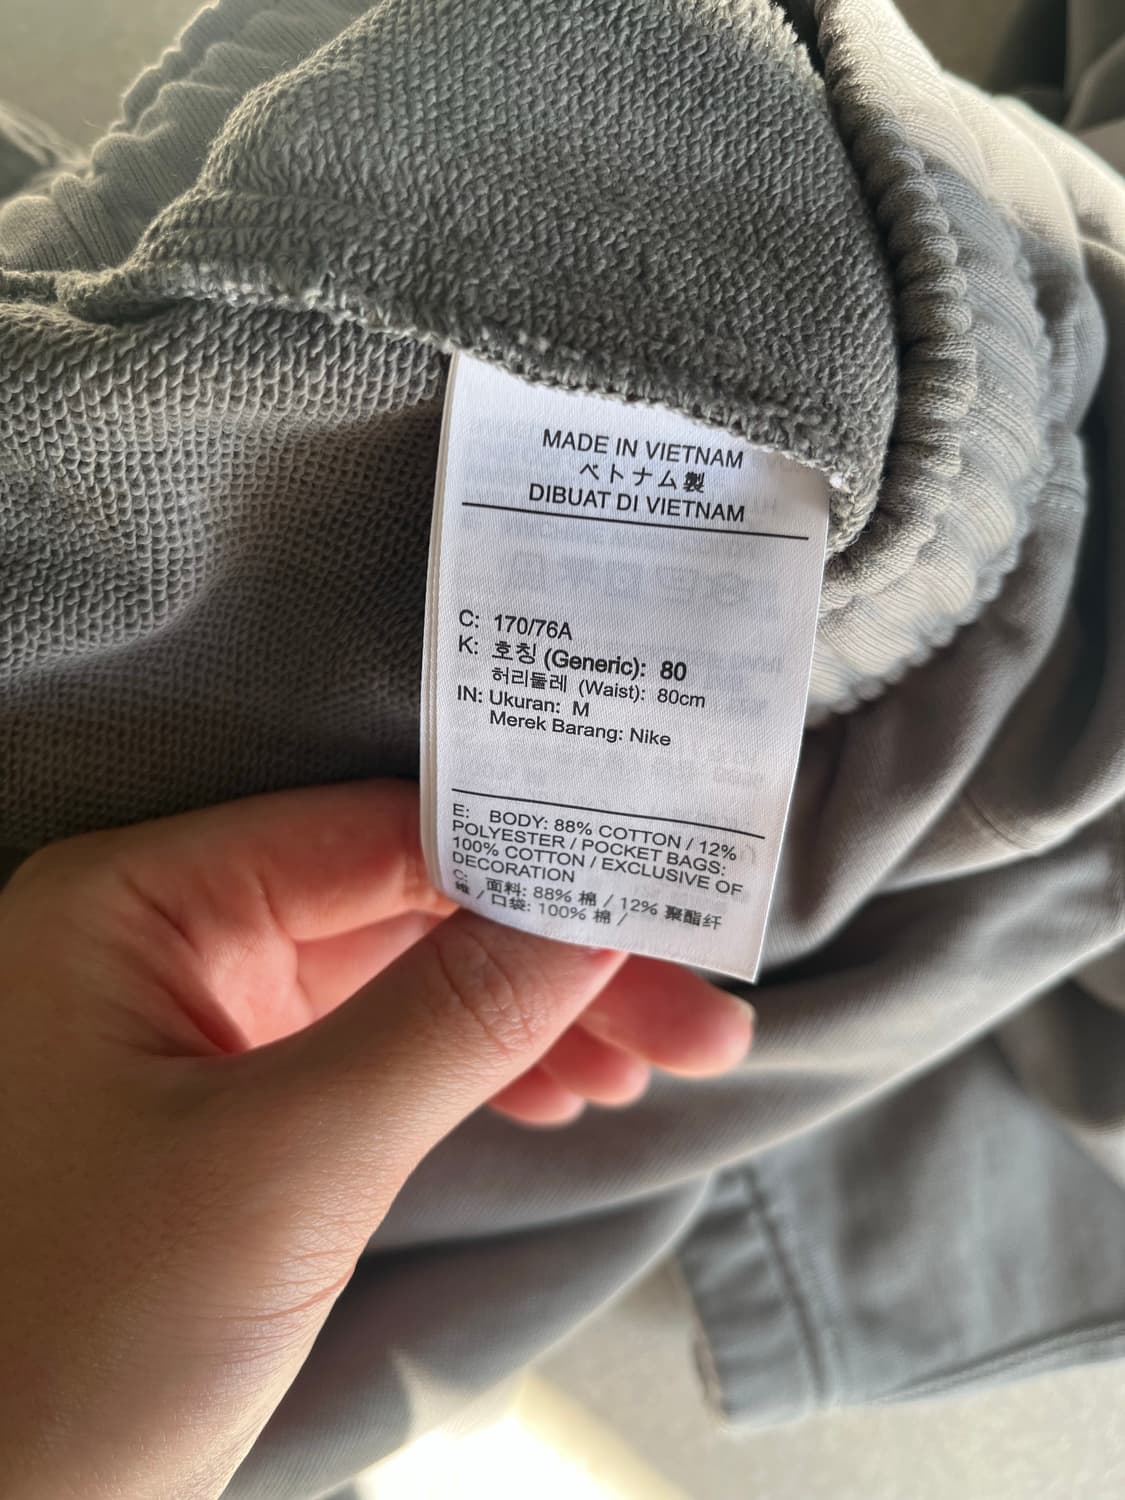 MADE IN VIETNAM
ベトナム製
DIBUAT DI VIETNAM
C: 170/76A
K: 호칭 (Generic): 80
허리둘레 (Waist): 80cm
IN: Ukuran: M
Merek Barang: Nike
E: BODY: 88% COTTON / 12%
POLYESTER / POCKET BAGS:
100% COTTON / EXCLUSIVE OF
DECORATION
C: 面料: 88% 棉 / 12% 聚酯纤
维 / 口袋: 100% 棉 /